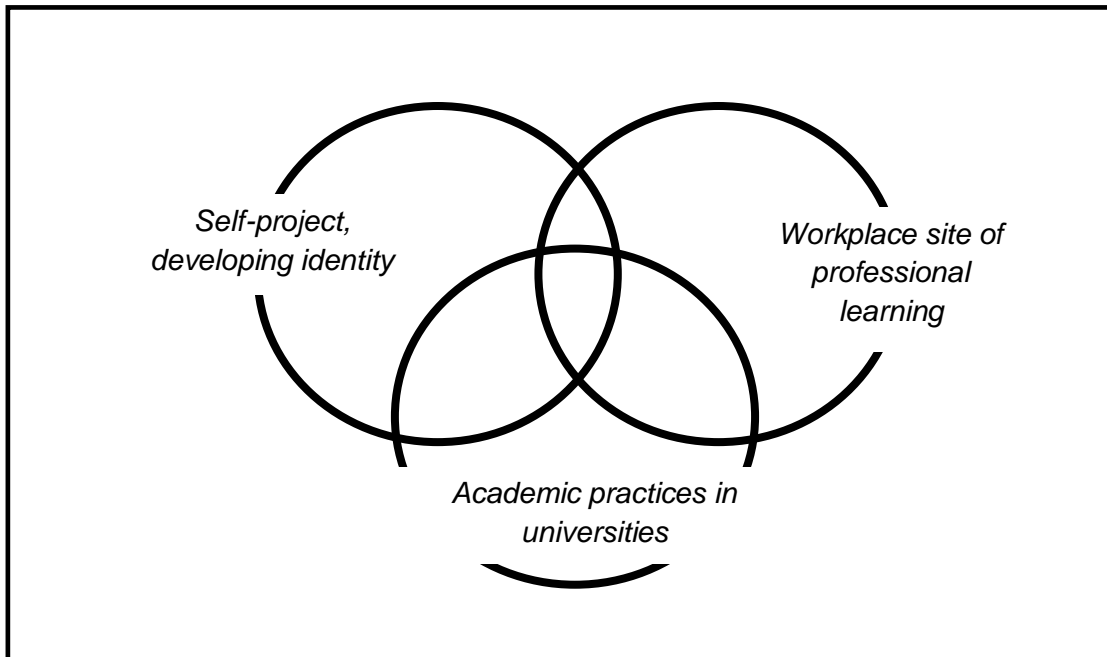 Self-project,
developing identity
Workplace site of
professional
learning
Academic practices in
universities